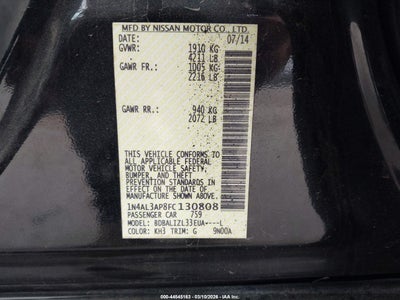 MFD BY NISSAN MOTOR CO., LTD.
DATE: 07/14
GVWR: 1910 KG
4211 LB
GAWR FR.: 1005 KG
2216 LB
GAWR RR.: 940 KG
2072 LB
THIS VEHICLE CONFORMS TO
ALL APPLICABLE FEDERAL
MOTOR VEHICLE SAFETY,
BUMPER, AND THEFT
PREVENTION STANDARDS IN
EFFECT ON THE DATE OF
MANUFACTURE SHOWN ABOVE.
1N4AL3AP8FC130808
PASSENGER CAR 759
MODEL: BDBALIZL33EUA----L
COLOR: KH3 TRIM: G 9N00A
000-44545163 - 03/10/2026 - IAAHQ